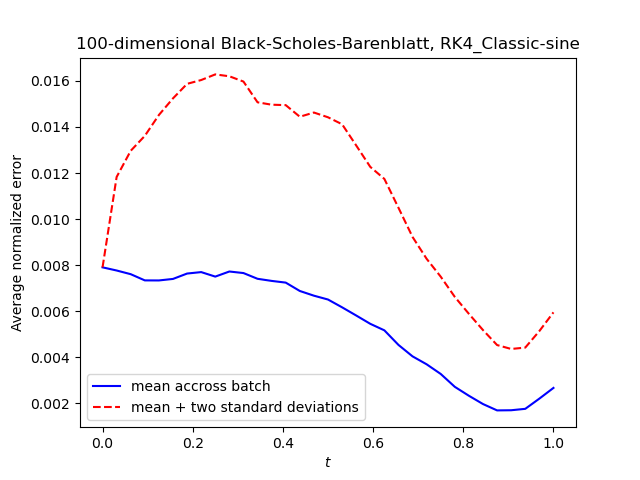 100-dimensional Black-Scholes-Barenblatt, RK4_Classic-sine
Average normalized error
0.016
0.014
0.012
0.010
0.008
0.006
0.004
0.002
mean accross batch
mean + two standard deviations
0.0 0.2 0.4 0.6 0.8 1.0
t